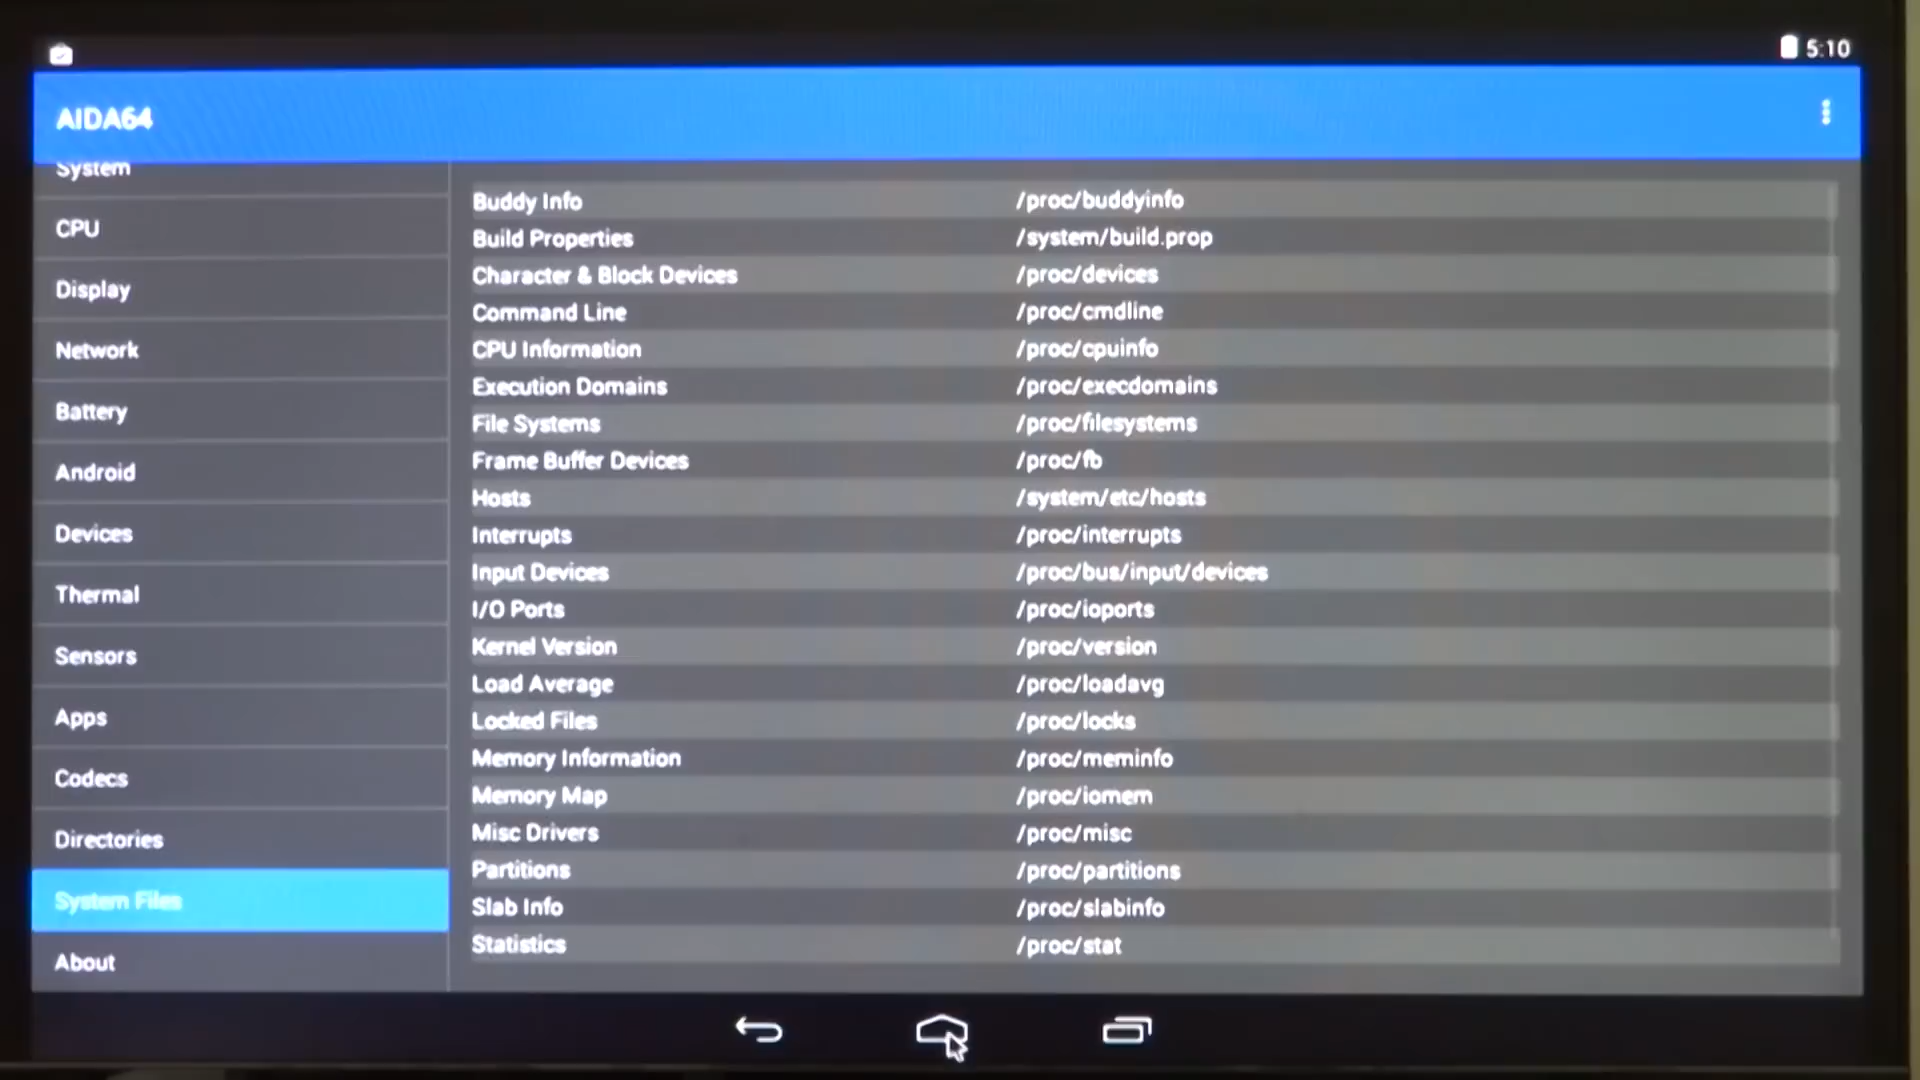 5:10
AIDA64
System
CPU
Display
Network
Battery
Android
Devices
Thermal
Sensors
Apps
Codecs
Directories
System Files
About
Buddy Info /proc/buddyinfo
Build Properties /system/build.prop
Character & Block Devices /proc/devices
Command Line /proc/cmdline
CPU Information /proc/cpuinfo
Execution Domains /proc/execdomains
File Systems /proc/filesystems
Frame Buffer Devices /proc/fb
Hosts /system/etc/hosts
Interrupts /proc/interrupts
Input Devices /proc/bus/input/devices
I/O Ports /proc/ioports
Kernel Version /proc/version
Load Average /proc/loadavg
Locked Files /proc/locks
Memory Information /proc/meminfo
Memory Map /proc/iomem
Misc Drivers /proc/misc
Partitions /proc/partitions
Slab Info /proc/slabinfo
Statistics /proc/stat